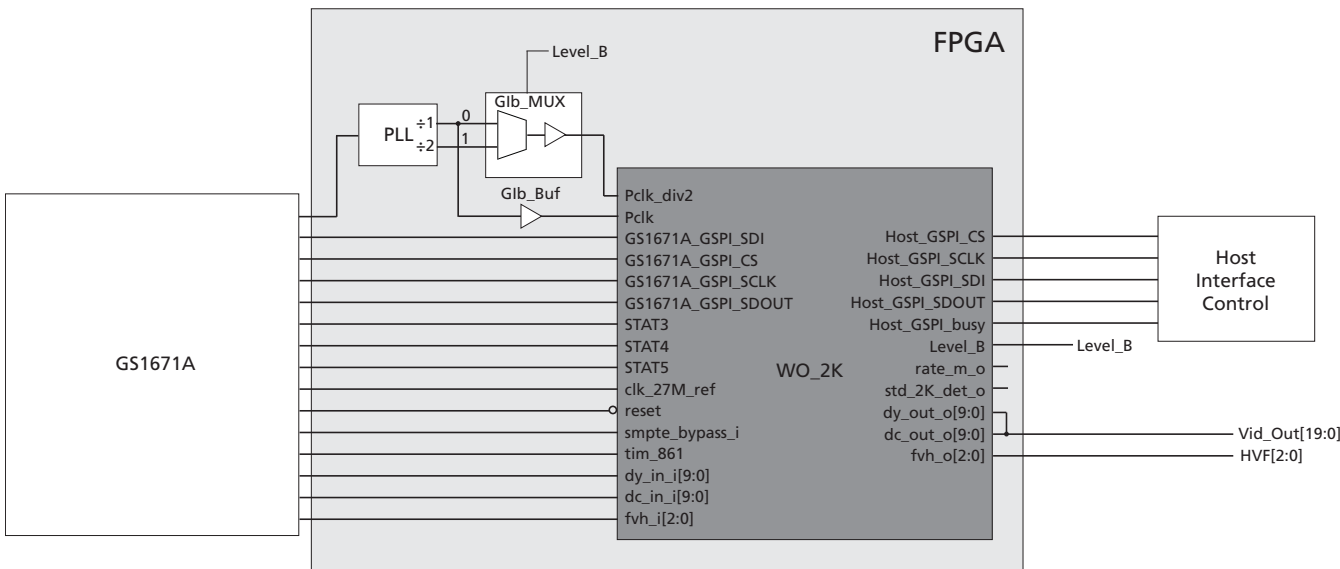 FPGA
Level_B
Glb_MUX
PLL
÷1
÷2
0
1
Glb_Buf
GS1671A
WO_2K
Pclk_div2
Pclk
GS1671A_GSPI_SDI
GS1671A_GSPI_CS
GS1671A_GSPI_SCLK
GS1671A_GSPI_SDOUT
STAT3
STAT4
STAT5
clk_27M_ref
reset
smpte_bypass_i
tim_861
dy_in_i[9:0]
dc_in_i[9:0]
fvh_i[2:0]
Host_GSPI_CS
Host_GSPI_SCLK
Host_GSPI_SDI
Host_GSPI_SDOUT
Host_GSPI_busy
Level_B
rate_m_o
std_2K_det_o
dy_out_o[9:0]
dc_out_o[9:0]
fvh_o[2:0]
Host
Interface
Control
Level_B
Vid_Out[19:0]
HVF[2:0]